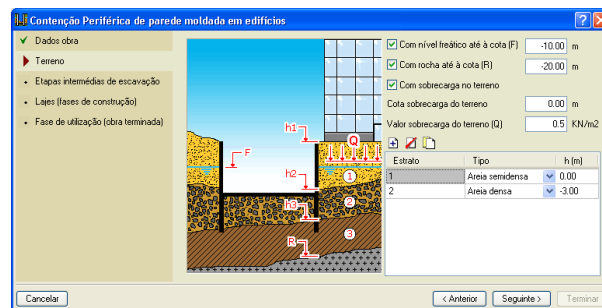 Contenção Periférica de parede moldada em edifícios
Dados obra
Terreno
Etapas intermédias de escavação
Lajes (fases de construção)
Fase de utilização (obra terminada)
h1
Q
F
1
h2
2
h3
3
R
Com nível freático até à cota (F) -10.00 m
Com rocha até à cota (R) -20.00 m
Com sobrecarga no terreno
Cota sobrecarga do terreno 0.00 m
Valor sobrecarga do terreno (Q) 0.5 KN/m2
Estrato Tipo h (m)
1 Areia semidensa 0.00
2 Areia densa -3.00
Cancelar < Anterior Seguinte > Terminar